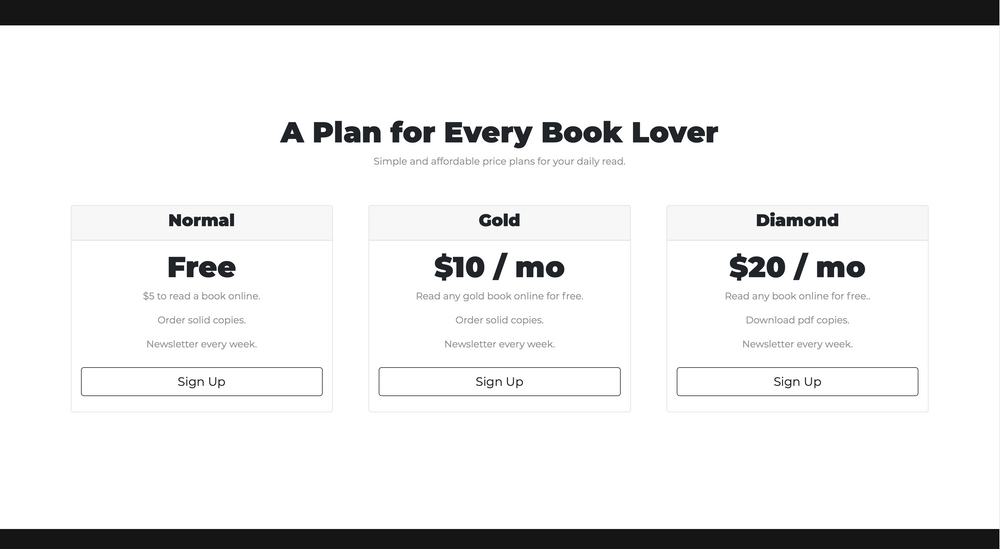 A Plan for Every Book Lover
Simple and affordable price plans for your daily read.
Normal
Free
$5 to read a book online.
Order solid copies.
Newsletter every week.
Sign Up
Gold
$10 / mo
Read any gold book online for free.
Order solid copies.
Newsletter every week.
Sign Up
Diamond
$20 / mo
Read any book online for free..
Download pdf copies.
Newsletter every week.
Sign Up